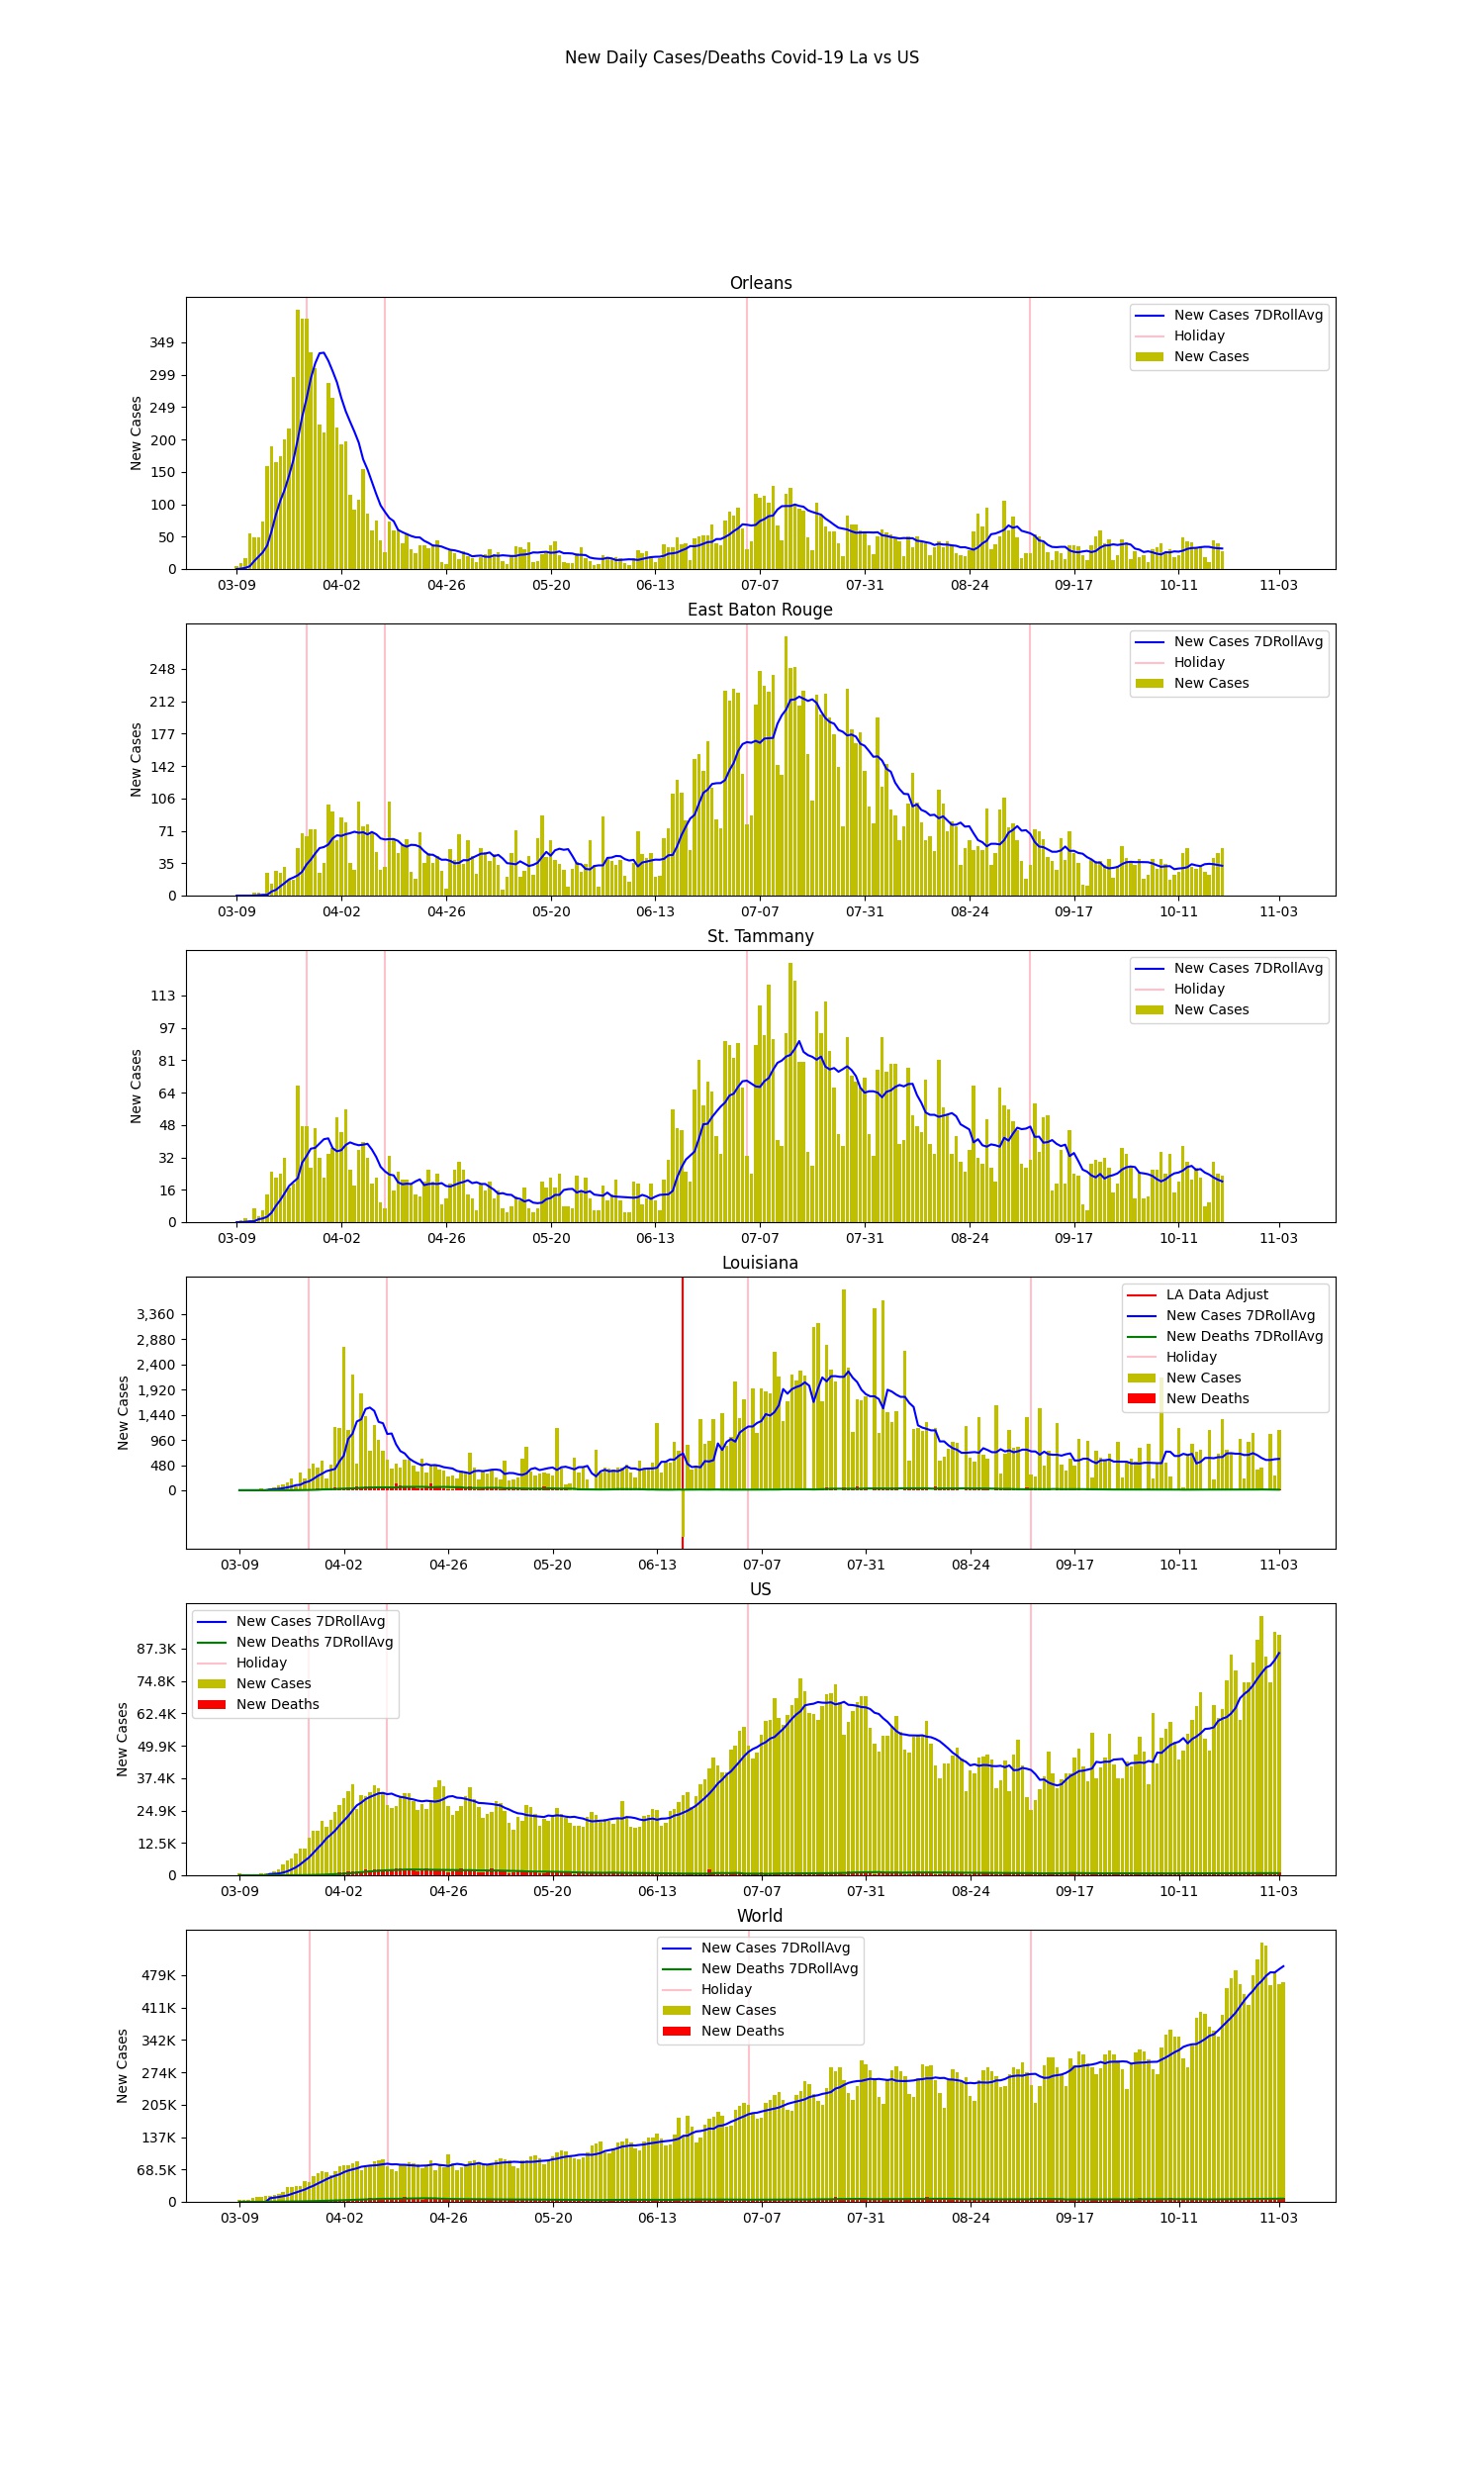 New Daily Cases/Deaths Covid-19 La vs US
Orleans
New Cases 7DRollAvg
Holiday
New Cases
349
299
249
200
150
100
50
0
New Cases
03-09 04-02 04-26 05-20 06-13 07-07 07-31 08-24 09-17 10-11 11-03
East Baton Rouge
New Cases 7DRollAvg
Holiday
New Cases
248
212
177
142
106
71
35
0
New Cases
03-09 04-02 04-26 05-20 06-13 07-07 07-31 08-24 09-17 10-11 11-03
St. Tammany
New Cases 7DRollAvg
Holiday
New Cases
113
97
81
64
48
32
16
0
New Cases
03-09 04-02 04-26 05-20 06-13 07-07 07-31 08-24 09-17 10-11 11-03
Louisiana
LA Data Adjust
New Cases 7DRollAvg
New Deaths 7DRollAvg
Holiday
New Cases
New Deaths
3,360
2,880
2,400
1,920
1,440
960
480
0
New Cases
03-09 04-02 04-26 05-20 06-13 07-07 07-31 08-24 09-17 10-11 11-03
US
New Cases 7DRollAvg
New Deaths 7DRollAvg
Holiday
New Cases
New Deaths
87.3K
74.8K
62.4K
49.9K
37.4K
24.9K
12.5K
0
New Cases
03-09 04-02 04-26 05-20 06-13 07-07 07-31 08-24 09-17 10-11 11-03
World
New Cases 7DRollAvg
New Deaths 7DRollAvg
Holiday
New Cases
New Deaths
479K
411K
342K
274K
205K
137K
68.5K
0
New Cases
03-09 04-02 04-26 05-20 06-13 07-07 07-31 08-24 09-17 10-11 11-03